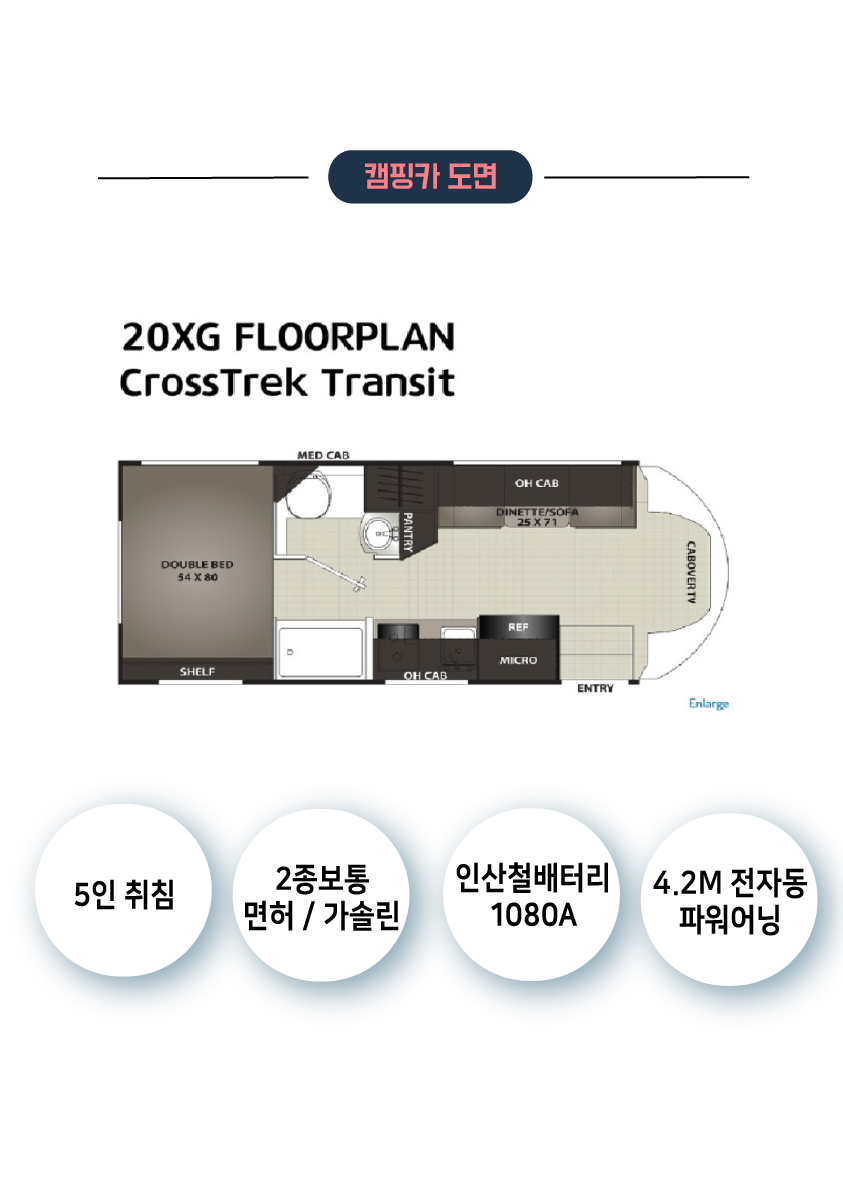 캠핑카 도면
20XG FLOORPLAN
CrossTrek Transit
MED CAB
OH CAB
DINETTE/SOFA
25 X 71
PANTRY
DOUBLE BED
54 X 80
CABOVER TV
REF
MICRO
SHELF
OH CAB
ENTRY
Enlarge
5인 취침
2종보통
면허 / 가솔린
인산철배터리
1080A
4.2M 전자동
파워어닝